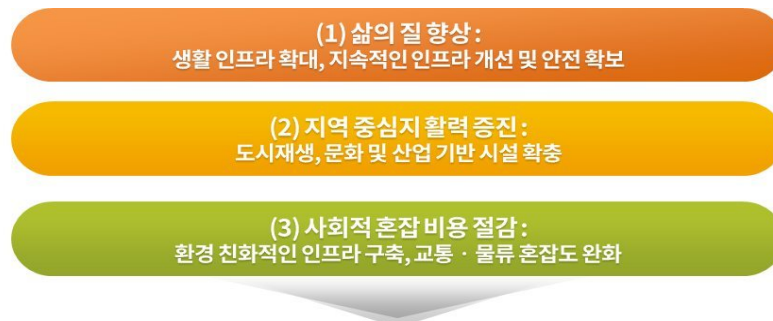 (1) 삶의 질 향상 :
생활 인프라 확대, 지속적인 인프라 개선 및 안전 확보
(2) 지역 중심지 활력 증진 :
도시재생, 문화 및 산업 기반 시설 확충
(3) 사회적 혼잡 비용 절감 :
환경 친화적인 인프라 구축, 교통 · 물류 혼잡도 완화